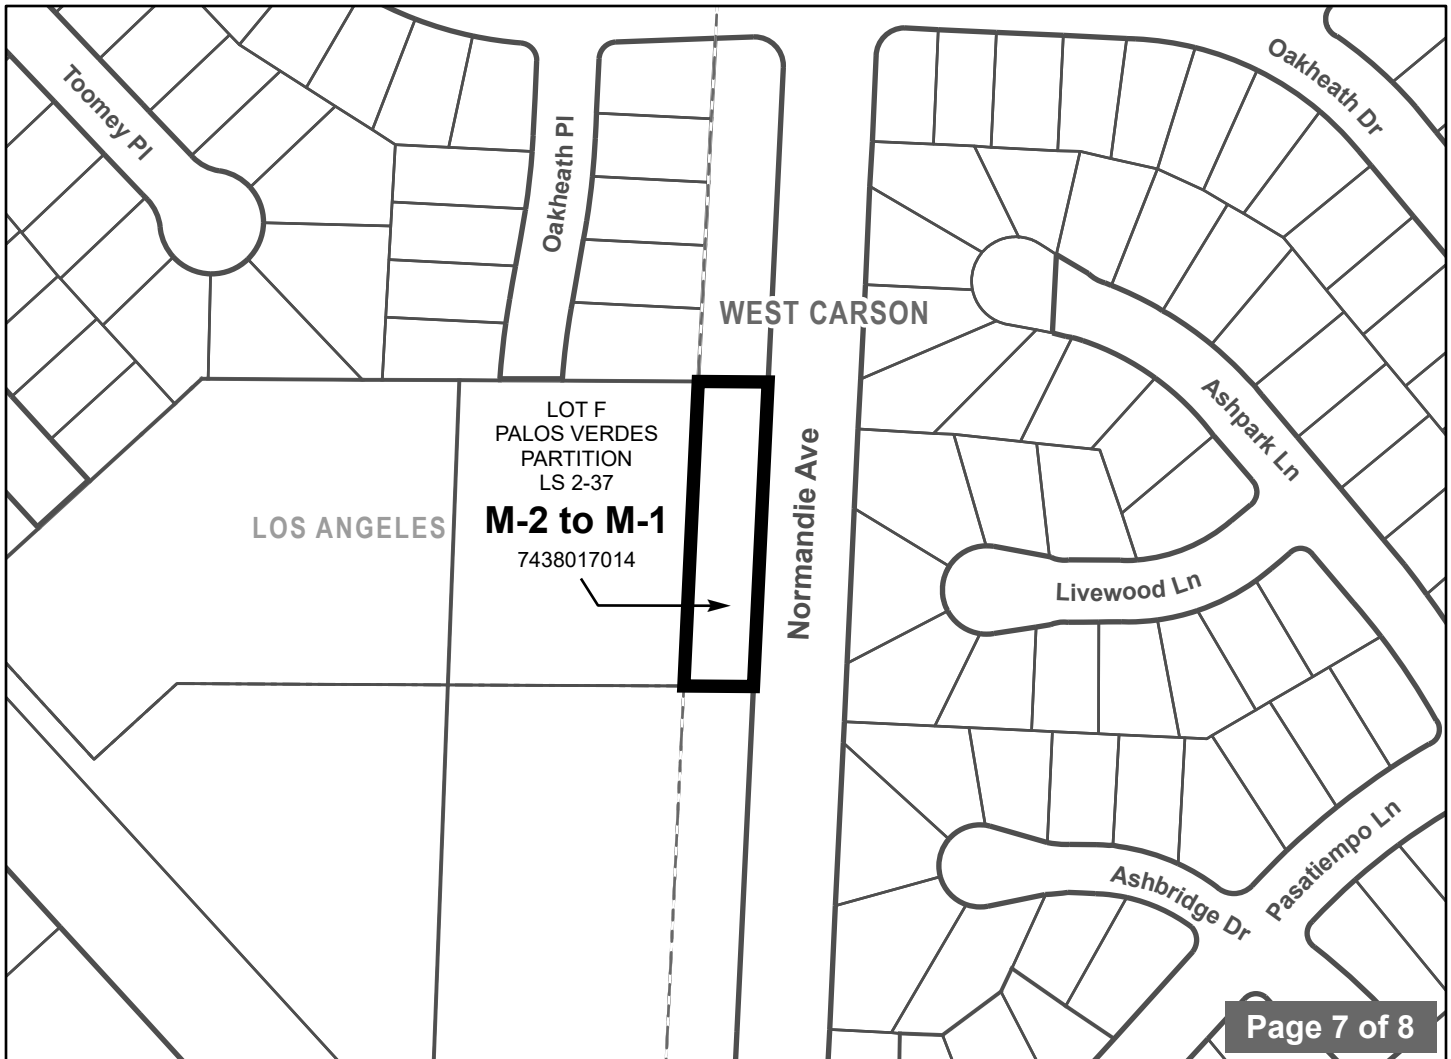 Toomey Pl
Oakheath Pl
Oakheath Dr
WEST CARSON
Ashpark Ln
LOT F
PALOS VERDES
PARTITION
LS 2-37
M-2 to M-1
7438017014
LOS ANGELES
Normandie Ave
Livewood Ln
Ashbridge Dr
Pasatiempo Ln
Page 7 of 8